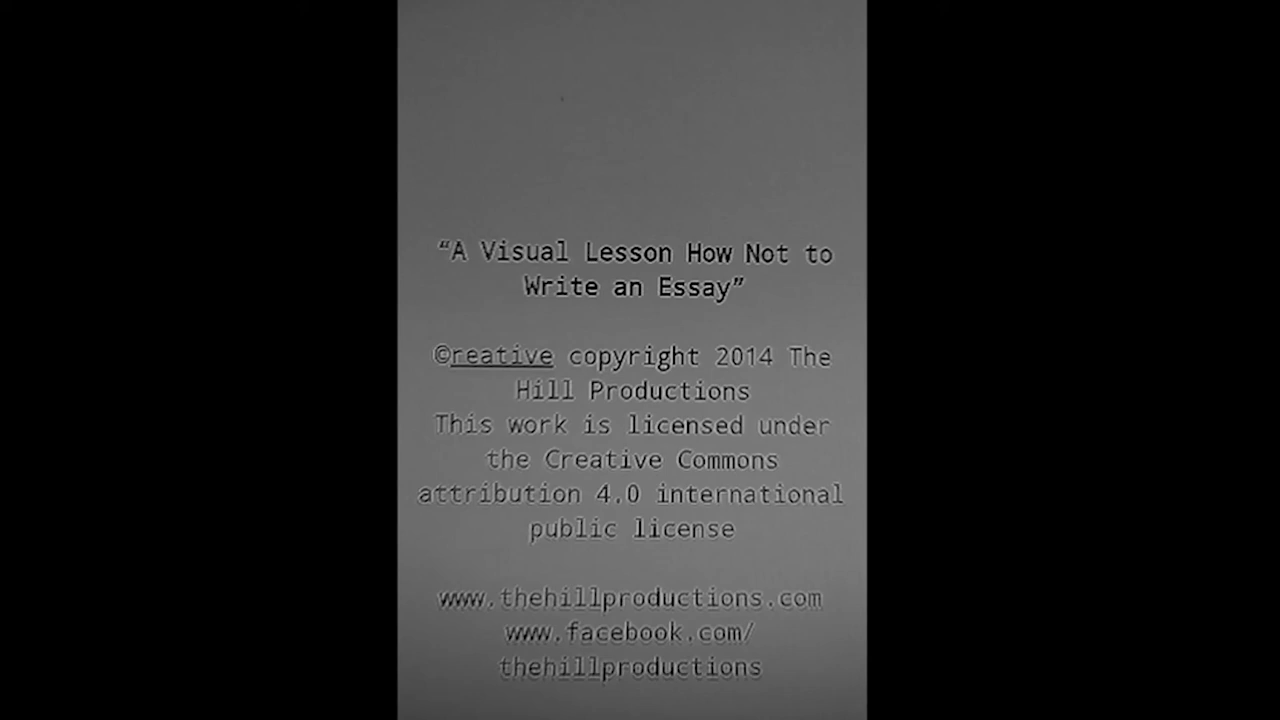 “A Visual Lesson How Not to
Write an Essay”
©reative copyright 2014 The
Hill Productions
This work is licensed under
the Creative Commons
attribution 4.0 international
public license
www.thehillproductions.com
www.facebook.com/
thehillproductions